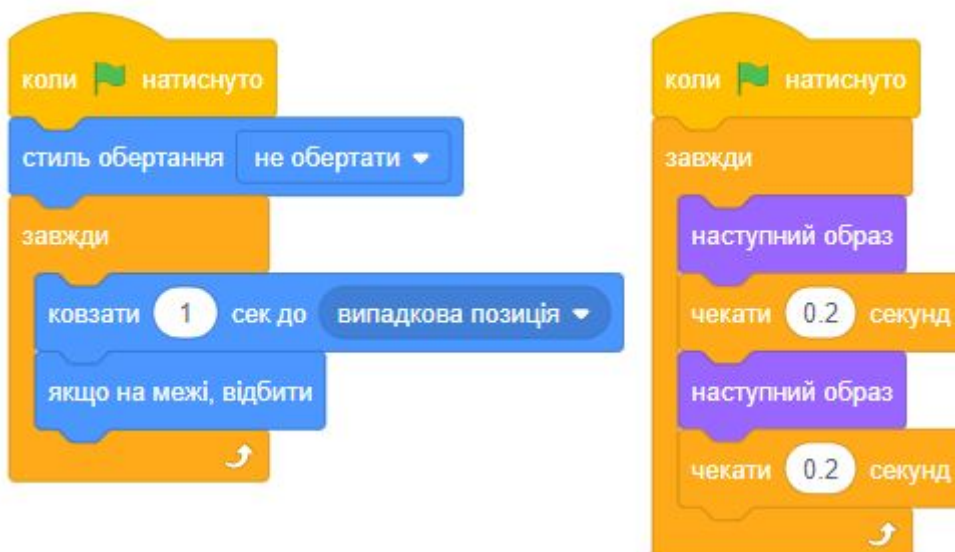 коли натиснуто
стиль обертання не обертати
завжди
ковзати 1 сек до випадкова позиція
якщо на межі, відбити
коли натиснуто
завжди
наступний образ
чекати 0.2 секунд
наступний образ
чекати 0.2 секунд